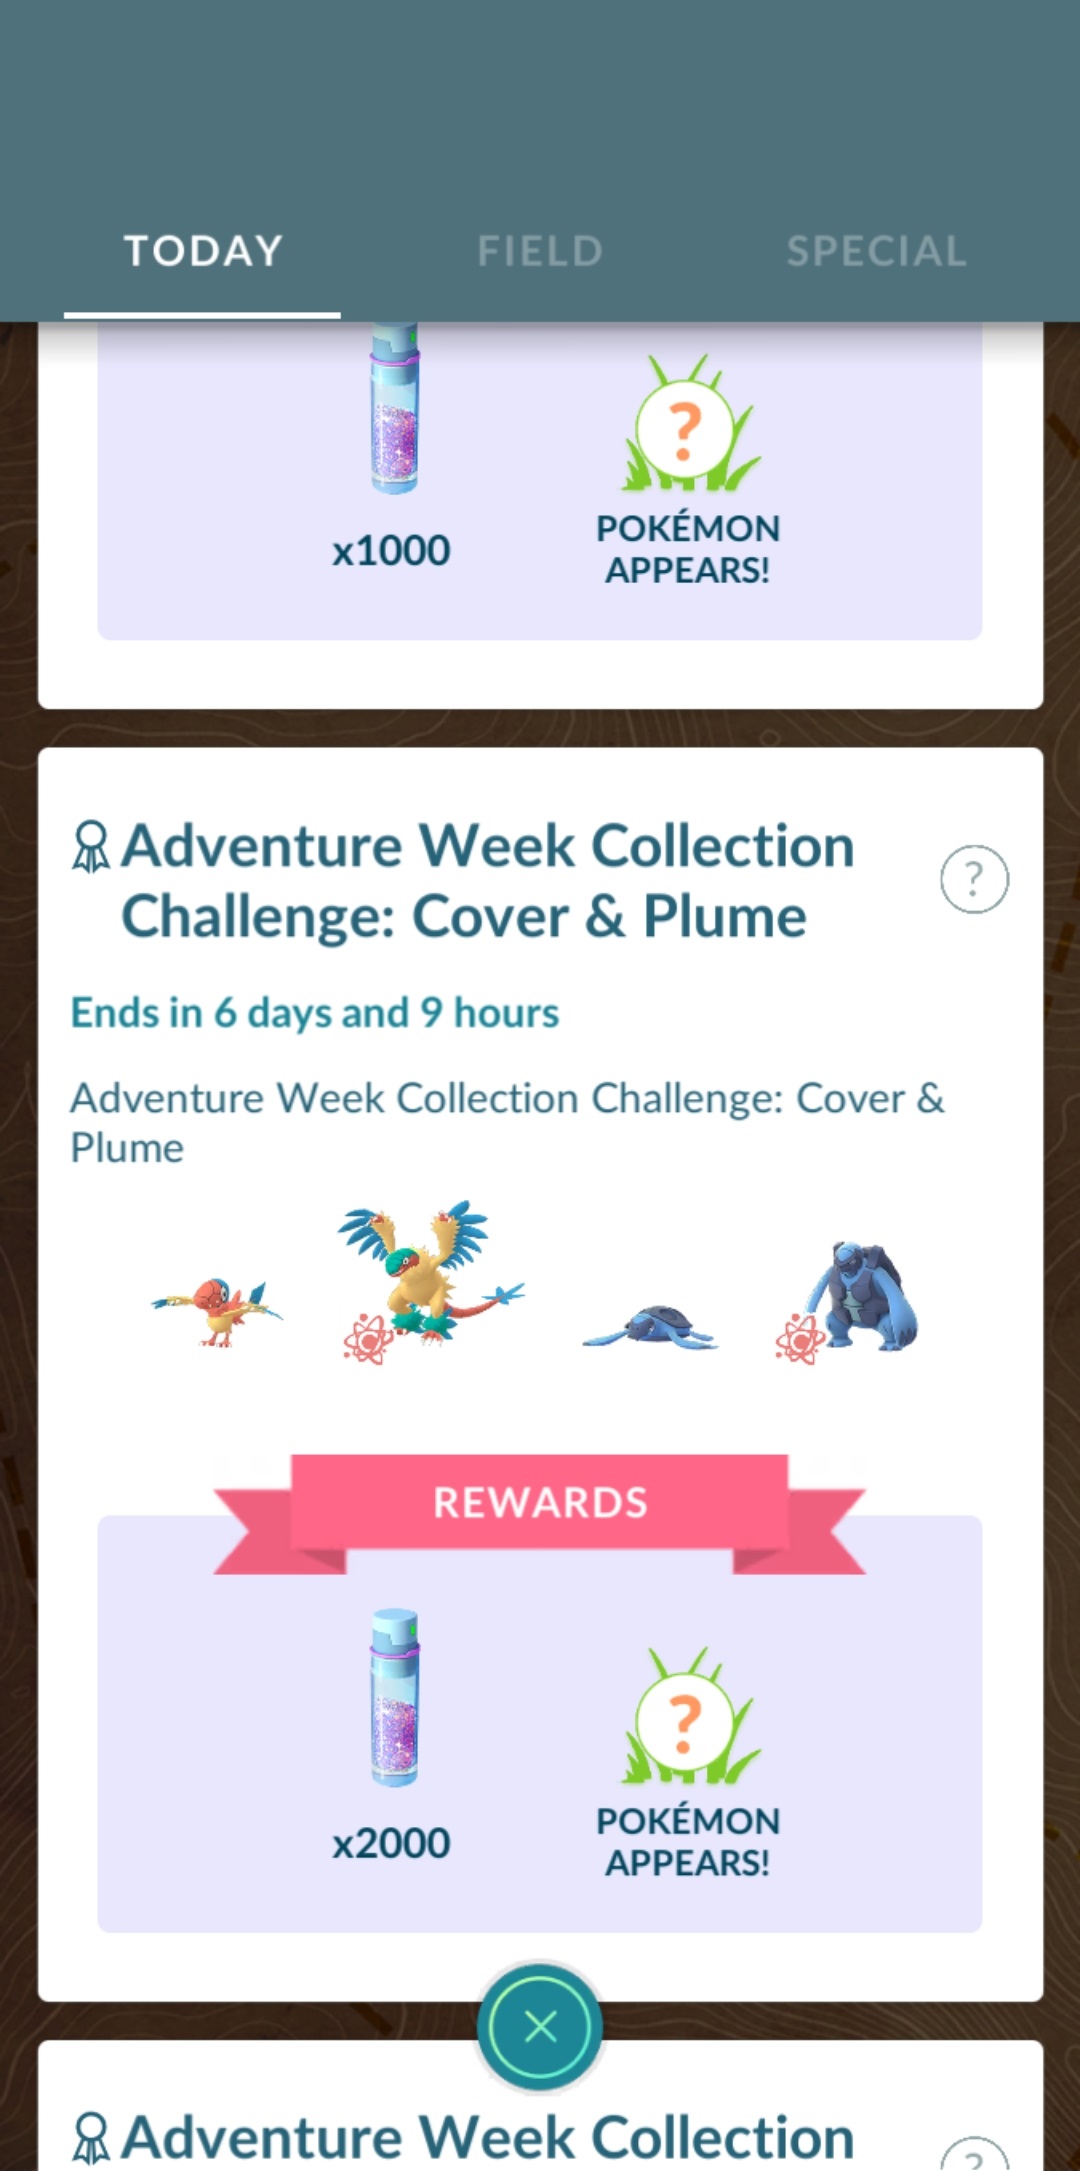 TODAY
FIELD
SPECIAL
x1000
POKÉMON
APPEARS!
Adventure Week Collection
Challenge: Cover & Plume
?
Ends in 6 days and 9 hours
Adventure Week Collection Challenge: Cover &
Plume
REWARDS
x2000
POKÉMON
APPEARS!
Adventure Week Collection
?